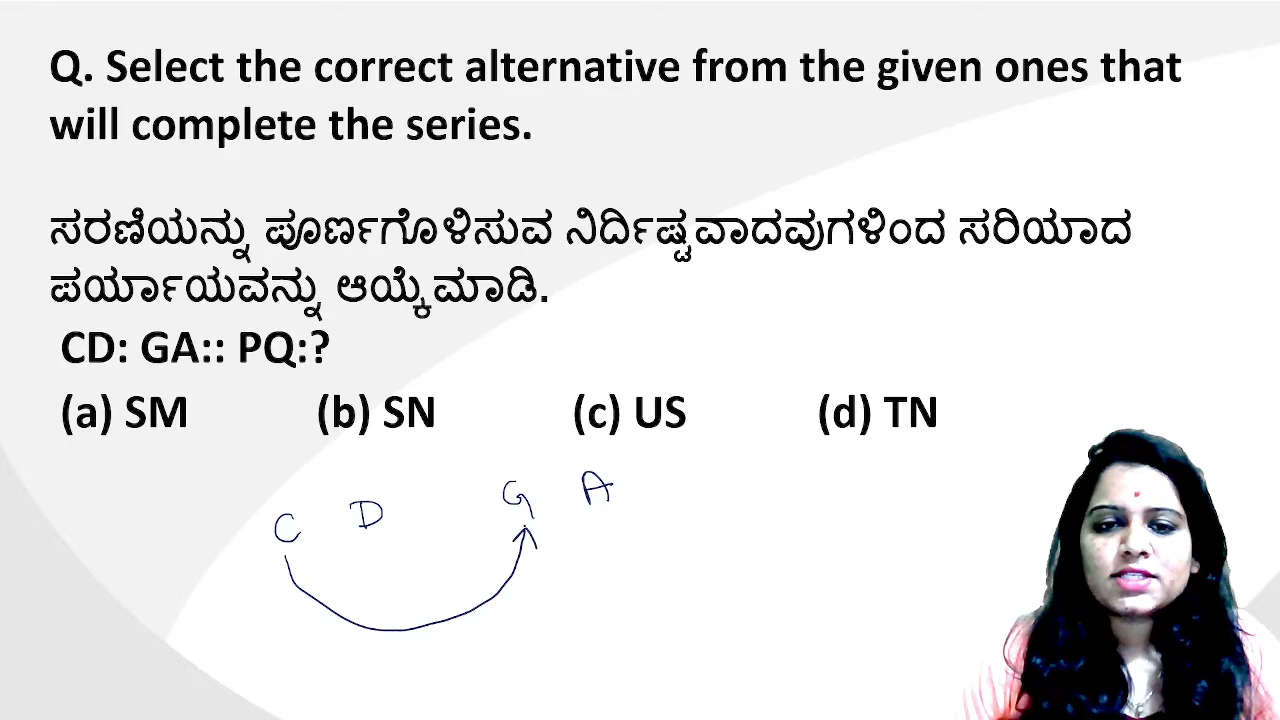 Q. Select the correct alternative from the given ones that
will complete the series.
ಸರಣಿಯನ್ನು ಪೂರ್ಣಗೊಳಿಸುವ ನಿರ್ದಿಷ್ಟವಾದವುಗಳಿಂದ ಸರಿಯಾದ
ಪರ್ಯಾಯವನ್ನು ಆಯ್ಕೆಮಾಡಿ.
CD: GA:: PQ:?
(a) SM (b) SN (c) US (d) TN
C D G A